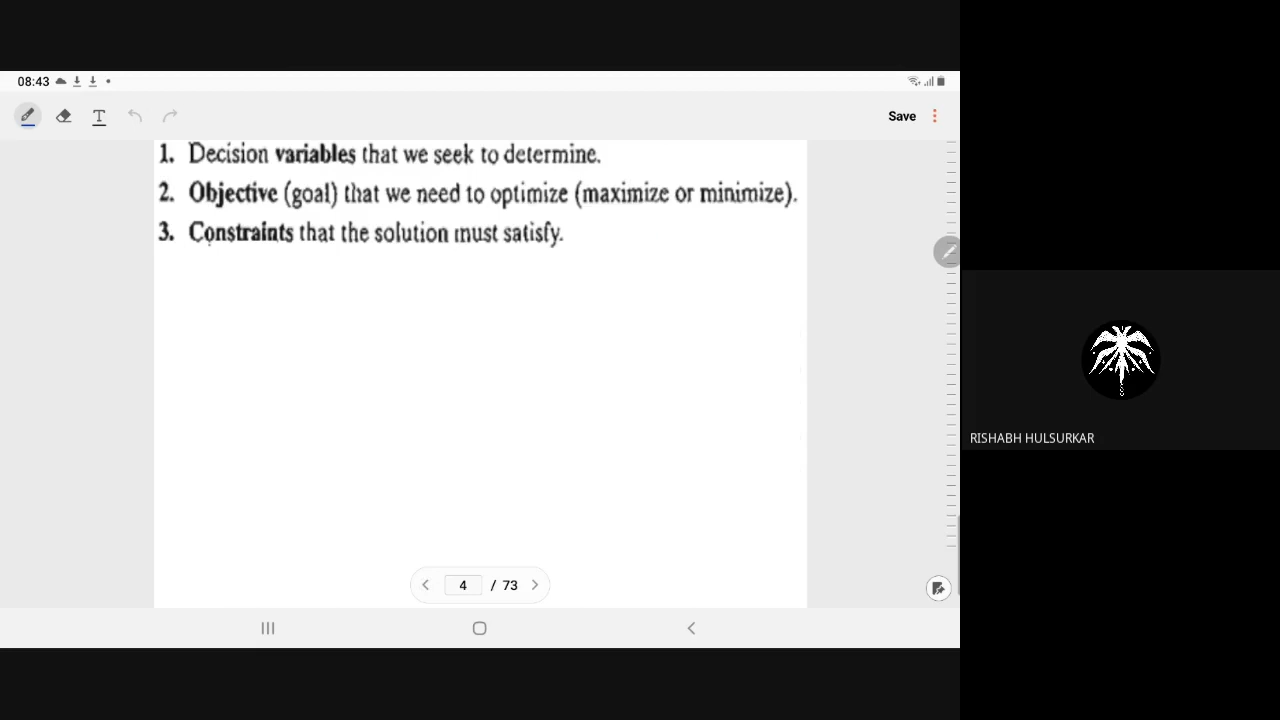 08:43
Save
1. Decision variables that we seek to determine.
2. Objective (goal) that we need to optimize (maximize or minimize).
3. Constraints that the solution must satisfy.
4 / 73
RISHABH HULSURKAR